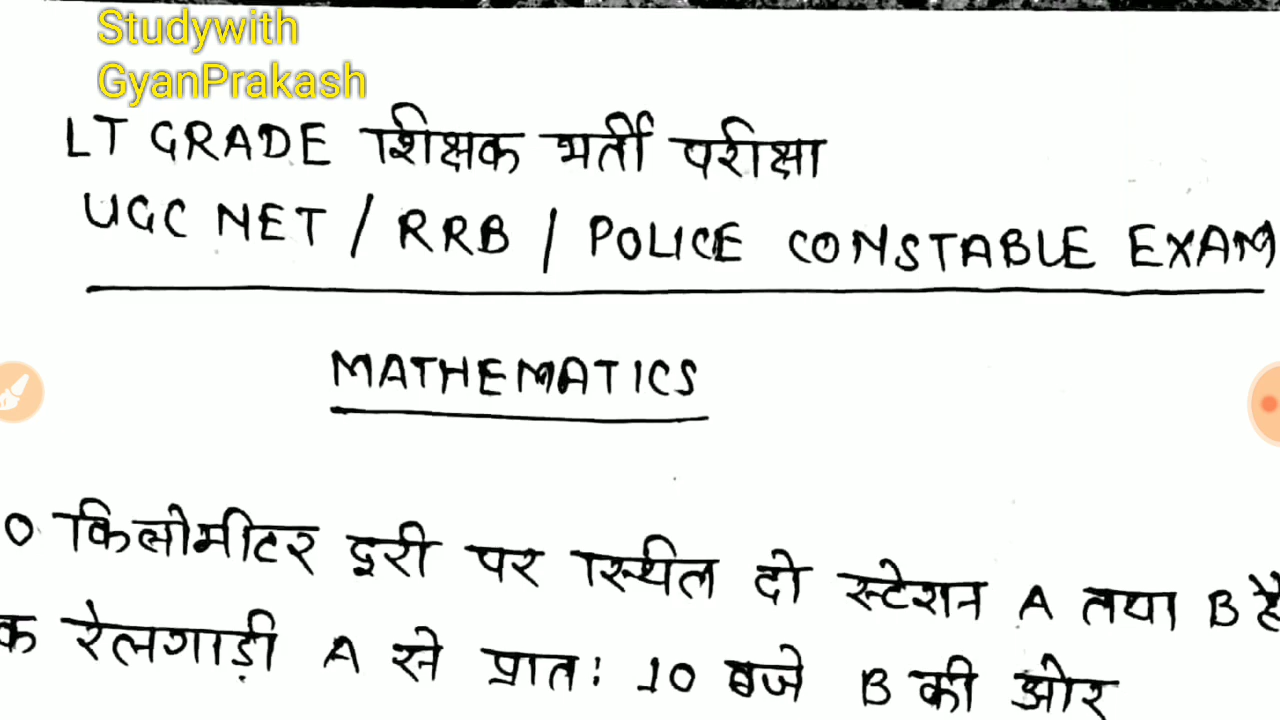 Studywith
GyanPrakash
LT GRADE शिक्षक भर्ती परीक्षा
UGC NET / RRB / POLICE CONSTABLE EXAM
MATHEMATICS
0 किलोमीटर दूरी पर स्थित दो स्टेशन A तथा B है
क रेलगाड़ी A से प्रातः 10 बजे B की ओर